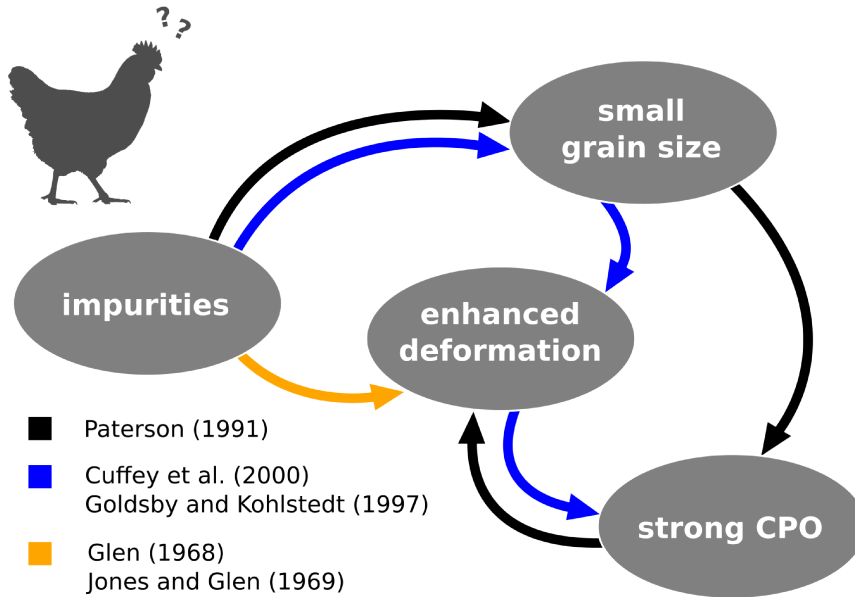 ? ?
small
grain size
impurities
enhanced
deformation
strong CPO
Paterson (1991)
Cuffey et al. (2000)
Goldsby and Kohlstedt (1997)
Glen (1968)
Jones and Glen (1969)